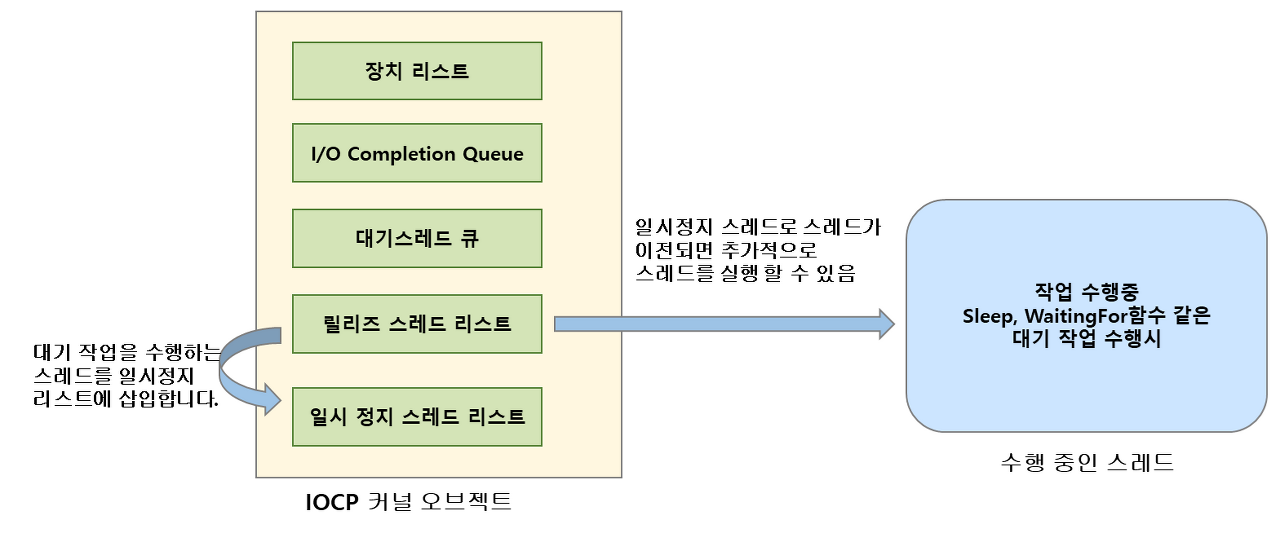 장치 리스트
I/O Completion Queue
대기스레드 큐
릴리즈 스레드 리스트
일시 정지 스레드 리스트
IOCP 커널 오브젝트
대기 작업을 수행하는
스레드를 일시정지
리스트에 삽입합니다.
일시정지 스레드로 스레드가
이전되면 추가적으로
스레드를 실행 할 수 있음
작업 수행중
Sleep, WaitingFor함수 같은
대기 작업 수행시
수행 중인 스레드